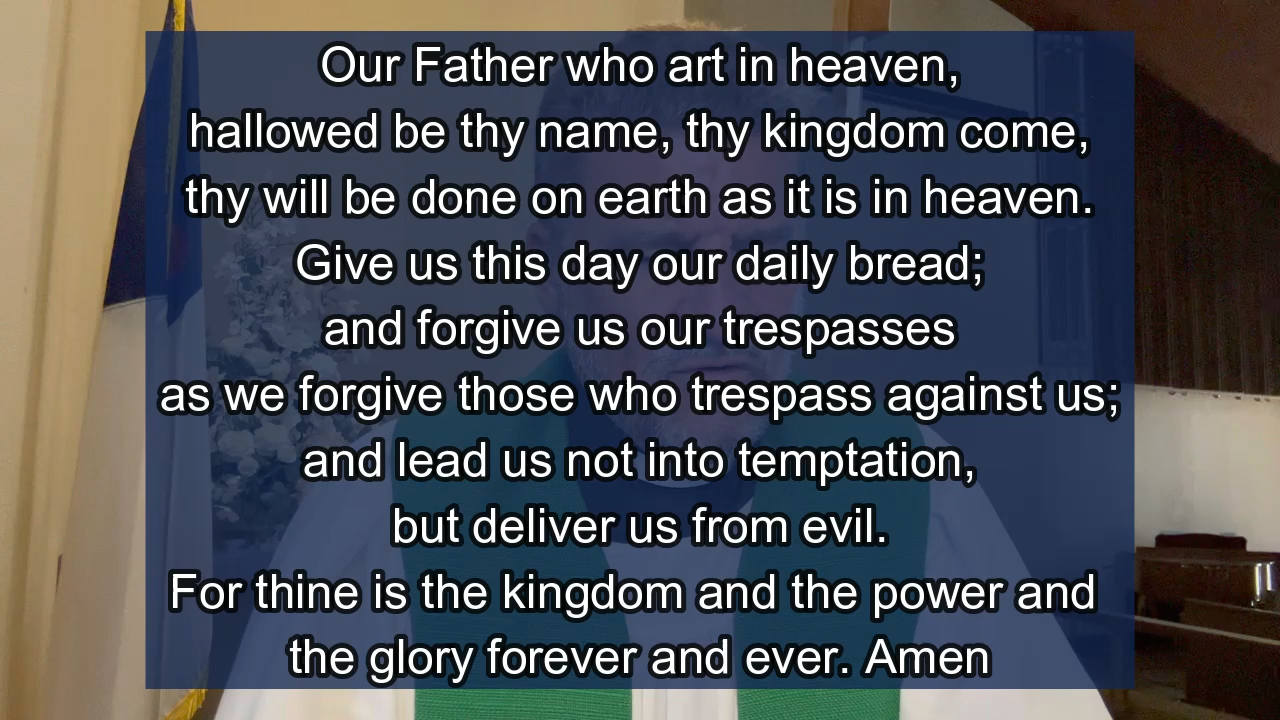 Our Father who art in heaven,
hallowed be thy name, thy kingdom come,
thy will be done on earth as it is in heaven.
Give us this day our daily bread;
and forgive us our trespasses
as we forgive those who trespass against us;
and lead us not into temptation,
but deliver us from evil.
For thine is the kingdom and the power and
the glory forever and ever. Amen